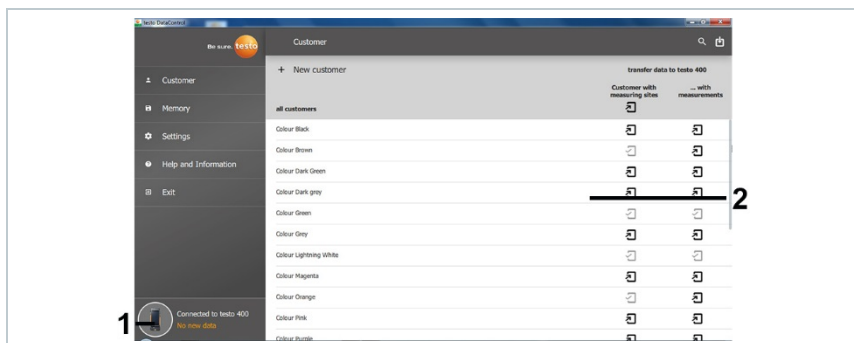 testo DataControl
Be sure. testo
Customer
Customer
Memory
Settings
Help and Information
Exit
Connected to testo 400
No new data
+ New customer
transfer data to testo 400
Customer with measuring sites
... with measurements
all customers
Colour Black
Colour Brown
Colour Dark Green
Colour Dark grey
Colour Green
Colour Grey
Colour Lightning White
Colour Magenta
Colour Orange
Colour Pink
Colour Purple
1
2